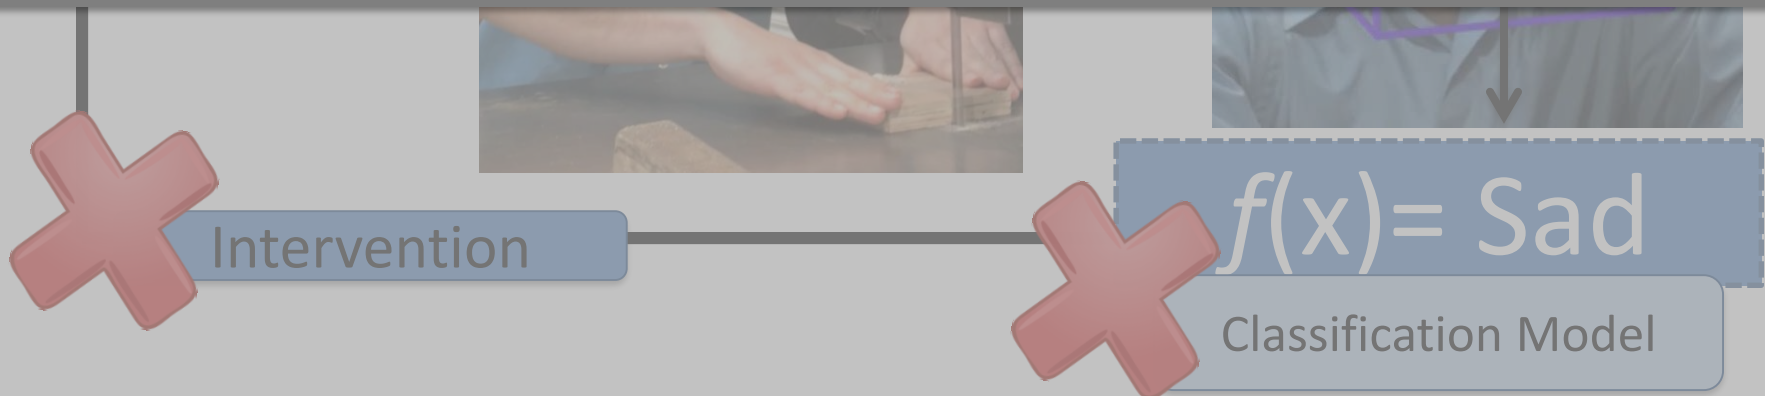 Intervention
f(x)= Sad
Classification Model